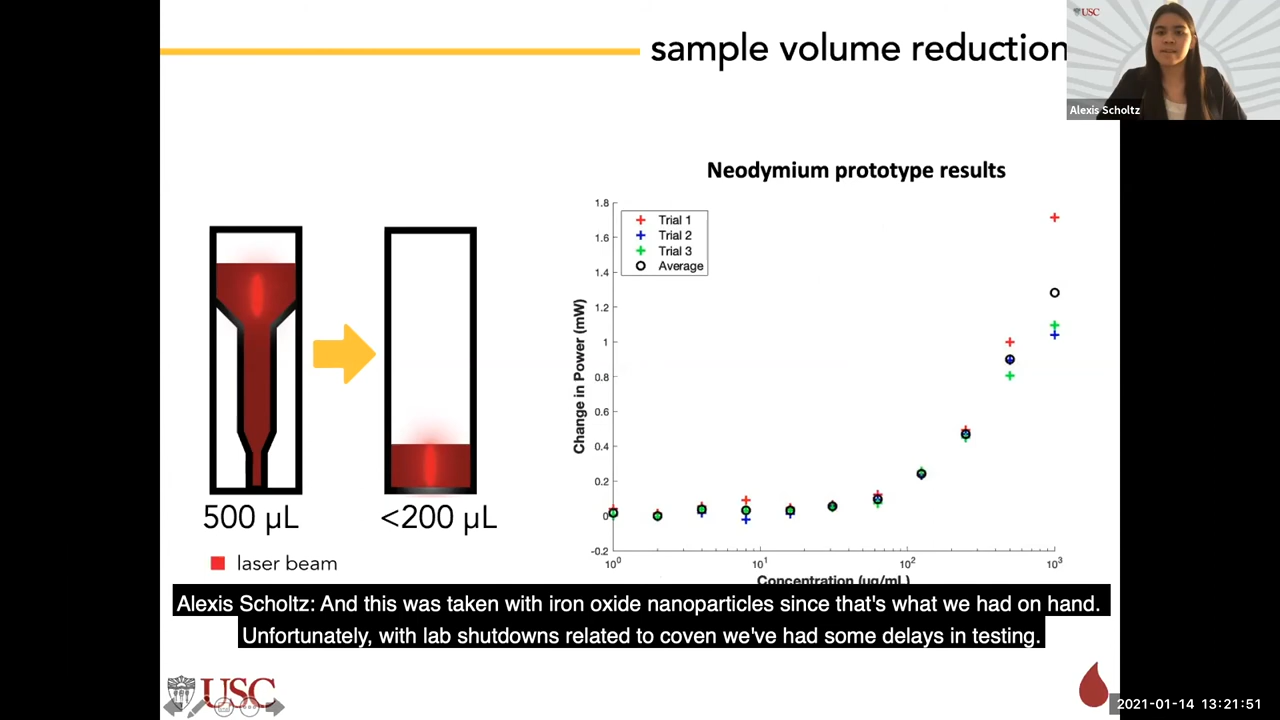 sample volume reduction
USC
Alexis Scholtz
Neodymium prototype results
1.8
1.6
1.4
1.2
1
0.8
0.6
0.4
0.2
0
-0.2
Change in Power (mW)
Trial 1
Trial 2
Trial 3
Average
10⁰
10¹
10²
10³
Concentration (ug/mL)
500 µL
<200 µL
laser beam
Alexis Scholtz: And this was taken with iron oxide nanoparticles since that's what we had on hand.
Unfortunately, with lab shutdowns related to coven we've had some delays in testing.
USC
2021-01-14 13:21:51